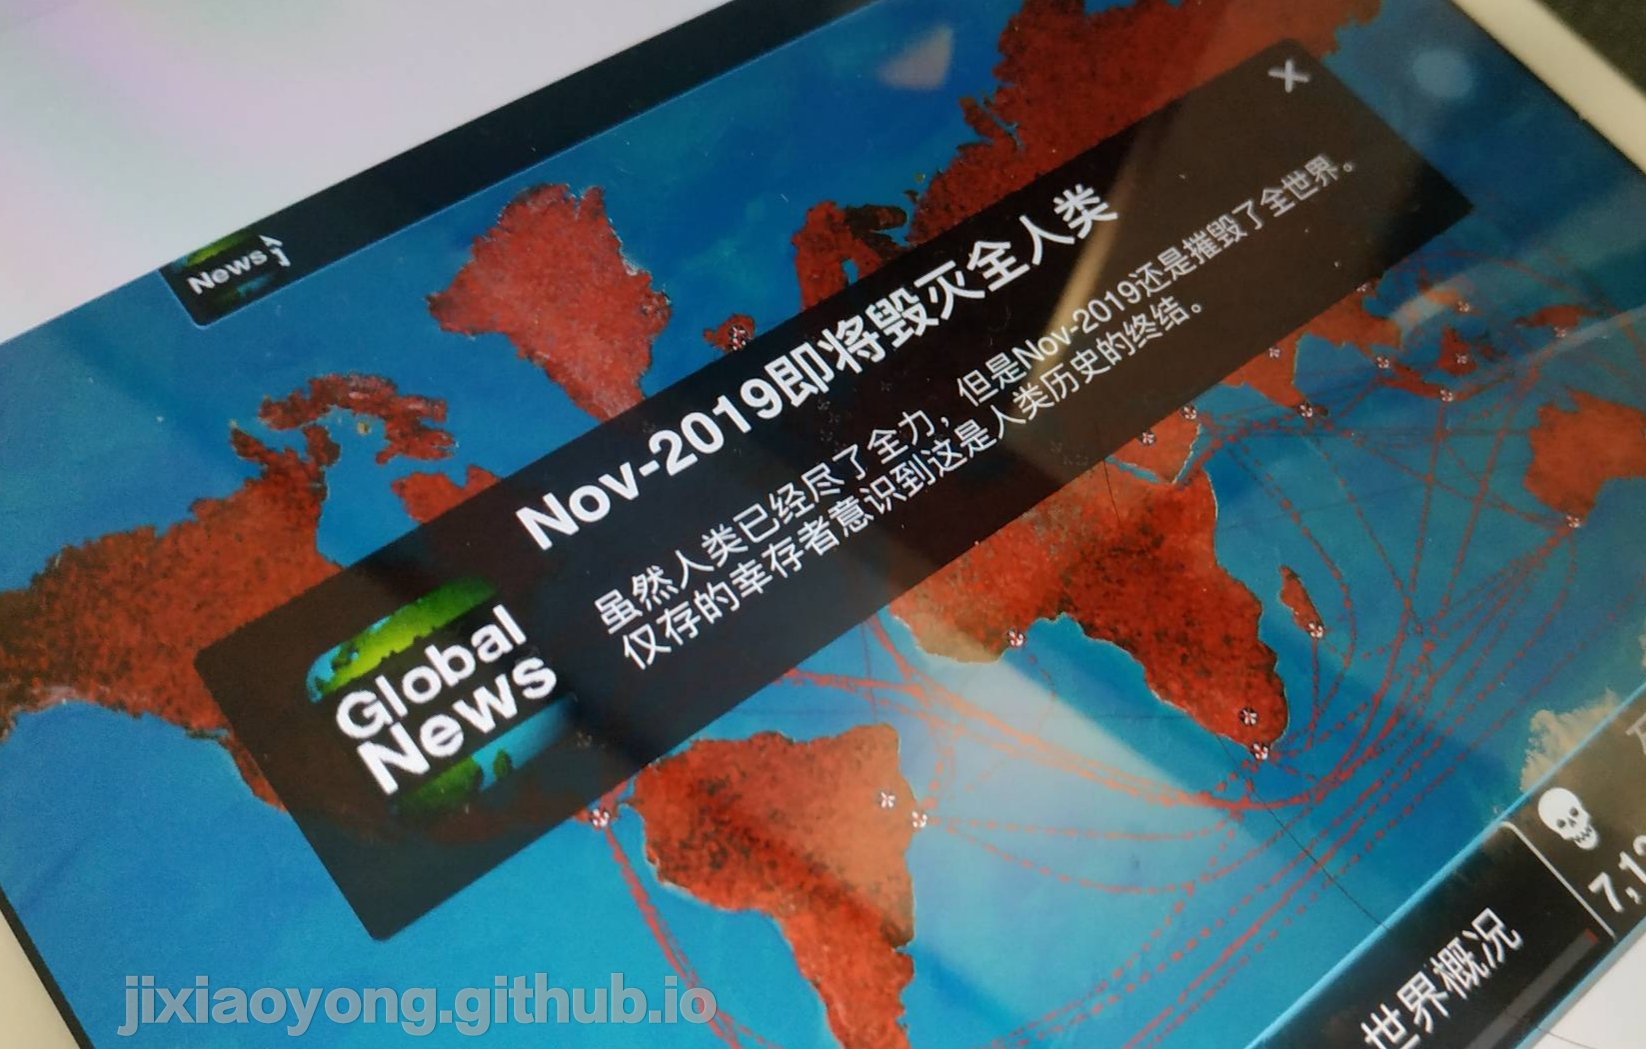 News
Nov-2019即将毁灭全人类
虽然人类已经尽了全力，但是Nov-2019还是摧毁了全世界。
仅存的幸存者意识到这是人类历史的终结。
Global
News
世界概况
jixiaoyong.github.io